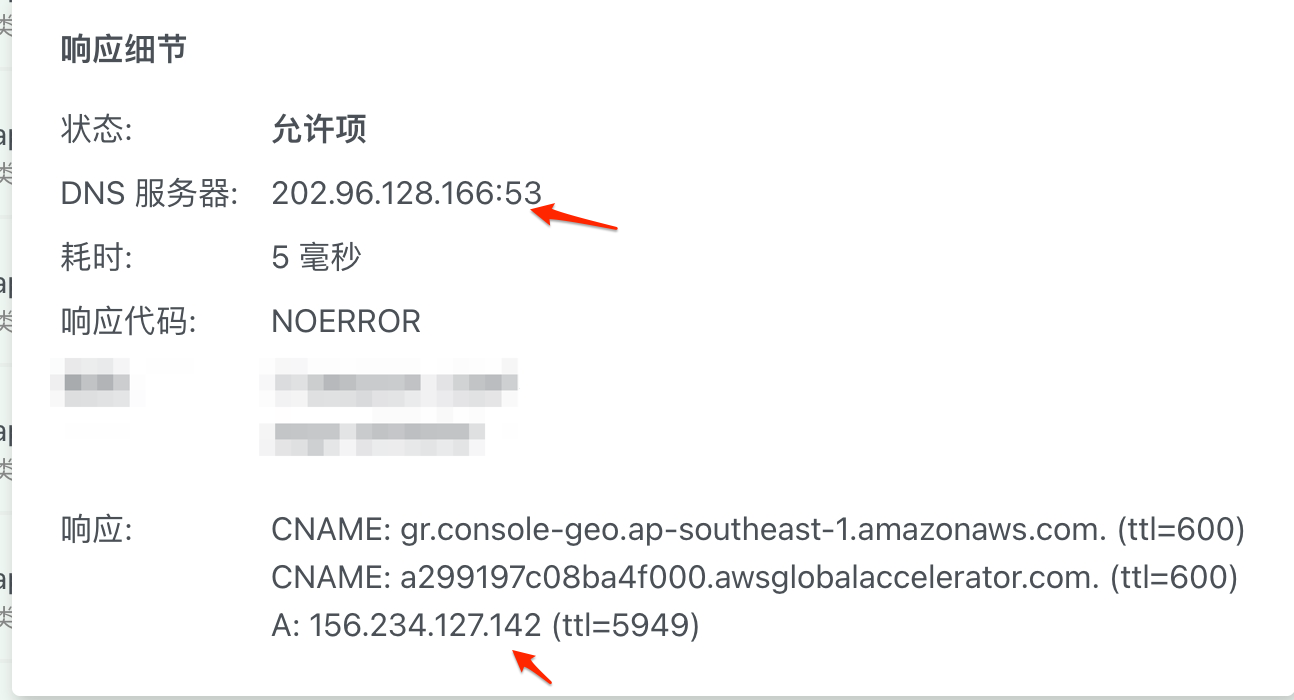 响应细节
状态: 允许项
DNS 服务器: 202.96.128.166:53
耗时: 5 毫秒
响应代码: NOERROR
响应: CNAME: gr.console-geo.ap-southeast-1.amazonaws.com. (ttl=600)
CNAME: a299197c08ba4f000.awsglobalaccelerator.com. (ttl=600)
A: 156.234.127.142 (ttl=5949)